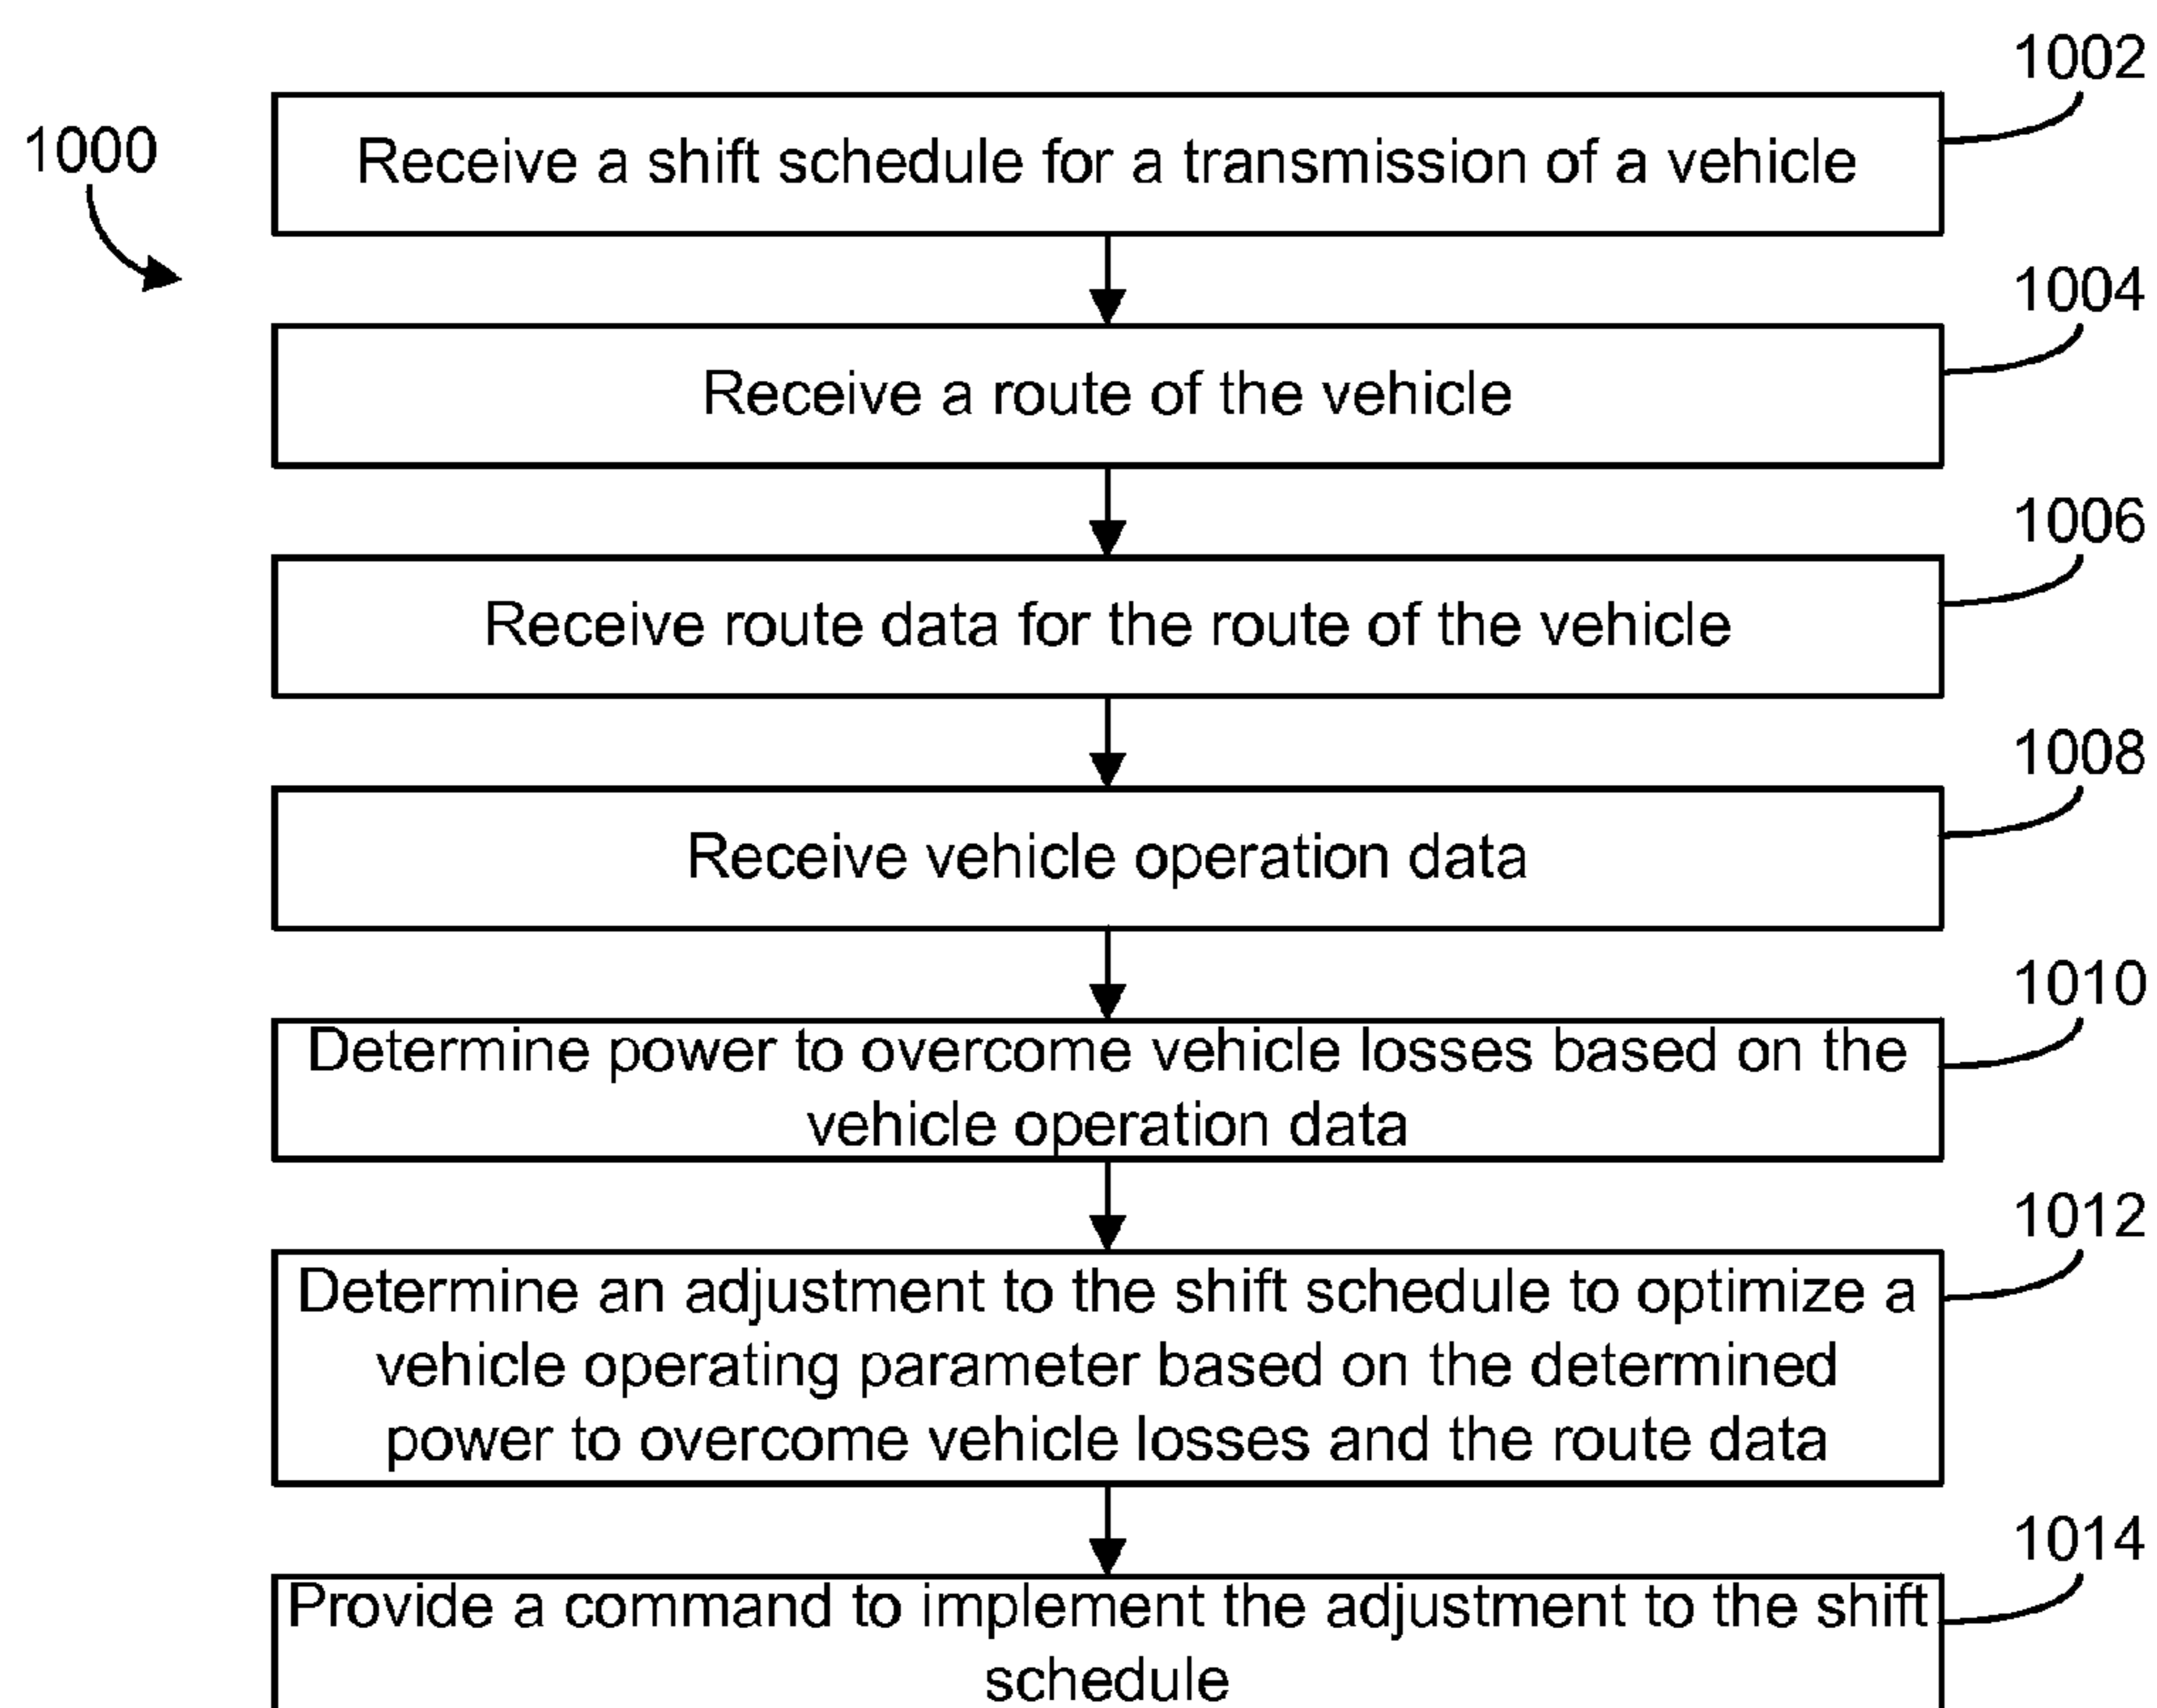 1002
1000
Receive a shift schedule for a transmission of a vehicle
1004
Receive a route of the vehicle
1006
Receive route data for the route of the vehicle
1008
Receive vehicle operation data
1010
Determine power to overcome vehicle losses based on the
vehicle operation data
1012
Determine an adjustment to the shift schedule to optimize a
vehicle operating parameter based on the determined
power to overcome vehicle losses and the route data
1014
Provide a command to implement the adjustment to the shift
schedule